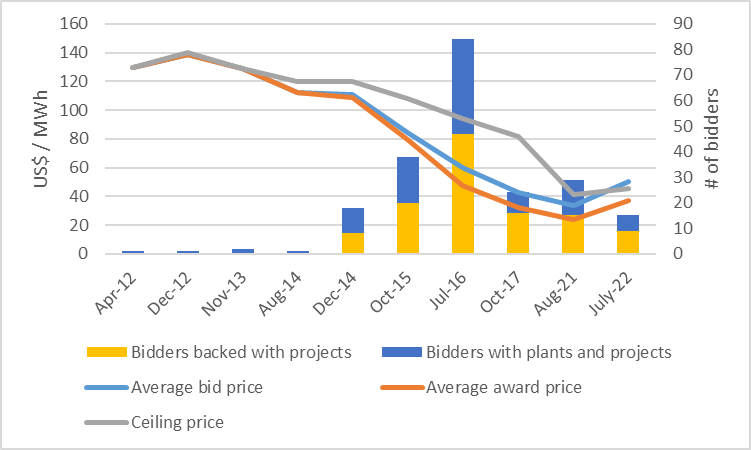 160
140
120
100
80
60
40
20
0
US$ / MWh
90
80
70
60
50
40
30
20
10
0
# of bidders
Apr-12
Dec-12
Nov-13
Aug-14
Dec-14
Oct-15
Jul-16
Oct-17
Aug-21
July-22
Bidders backed with projects
Bidders with plants and projects
Average bid price
Average award price
Ceiling price